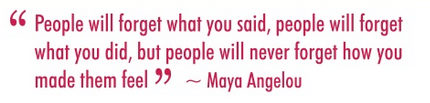 “ People will forget what you said, people will forget
what you did, but people will never forget how you
made them feel ” ~ Maya Angelou